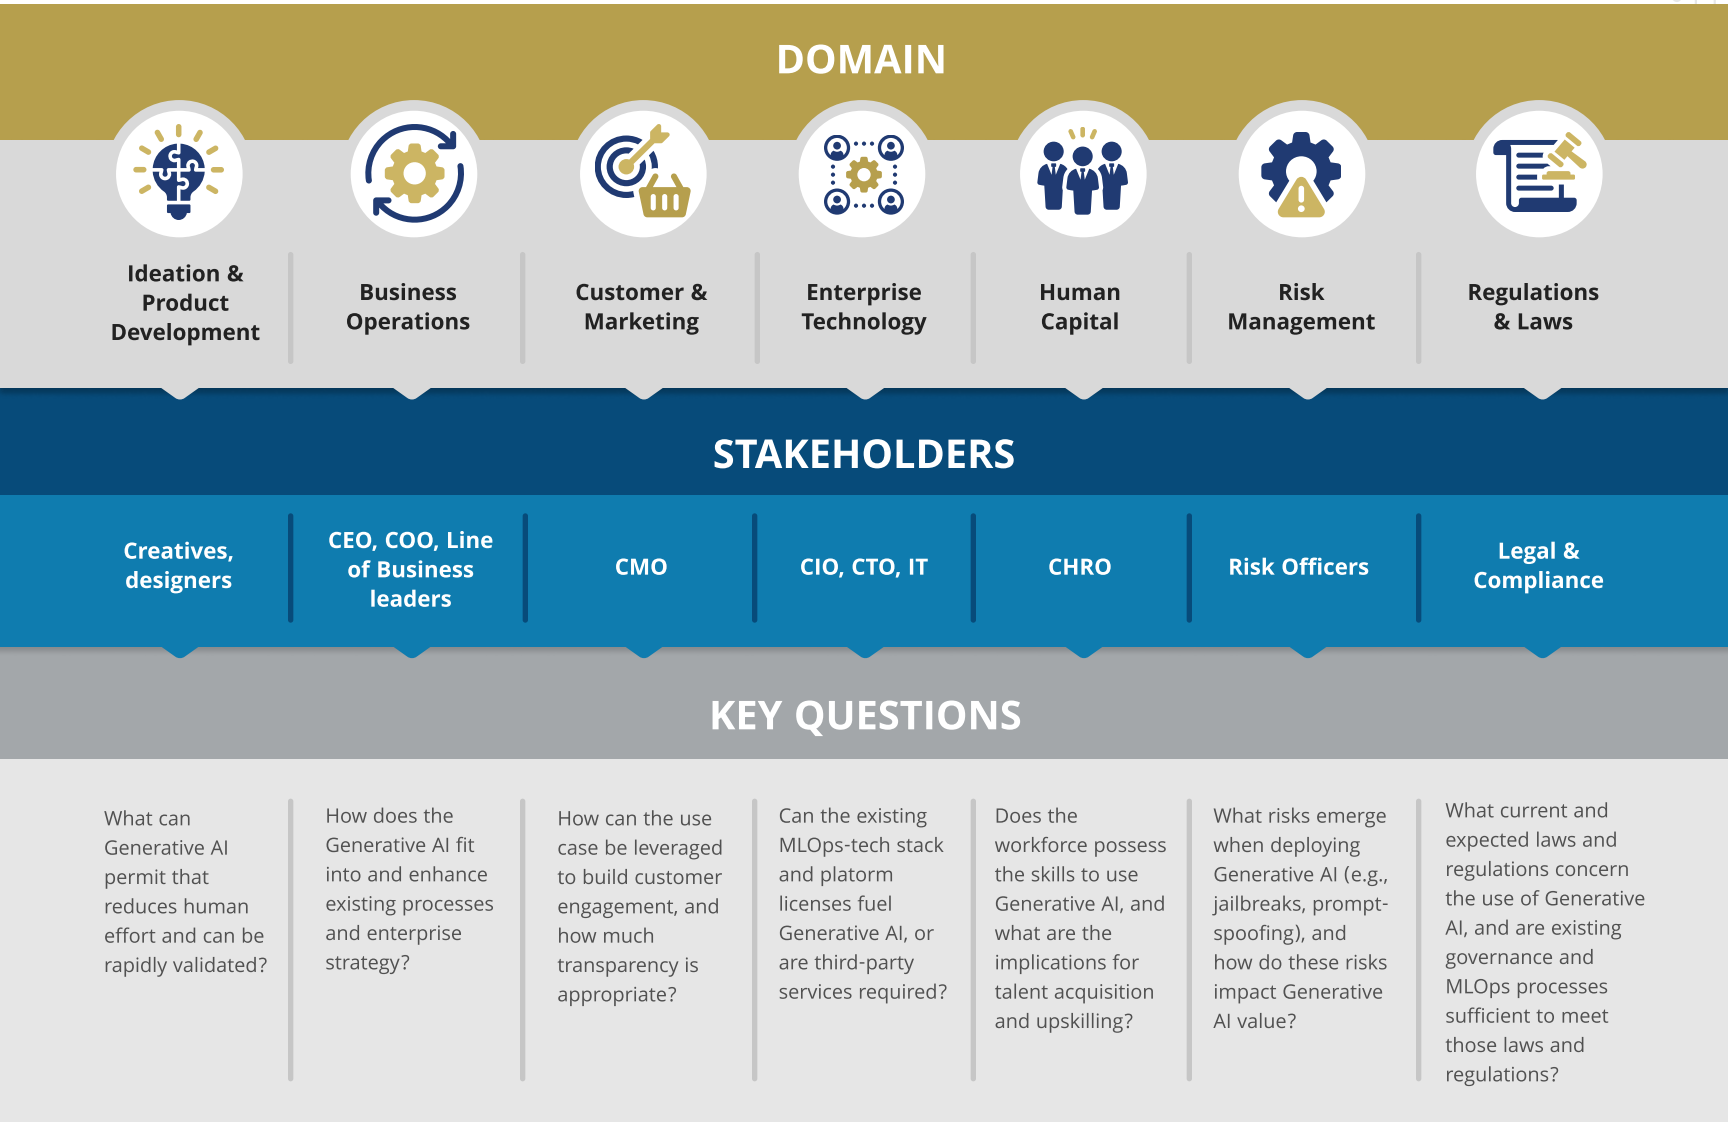 DOMAIN
Ideation &
Product
Development
Business
Operations
Customer &
Marketing
Enterprise
Technology
Human
Capital
Risk
Management
Regulations
& Laws
STAKEHOLDERS
Creatives,
designers
CEO, COO, Line
of Business
leaders
CMO
CIO, CTO, IT
CHRO
Risk Officers
Legal &
Compliance
KEY QUESTIONS
What can
Generative AI
permit that
reduces human
effort and can be
rapidly validated?
How does the
Generative AI fit
into and enhance
existing processes
and enterprise
strategy?
How can the use
case be leveraged
to build customer
engagement, and
how much
transparency is
appropriate?
Can the existing
MLOps-tech stack
and platorm
licenses fuel
Generative AI, or
are third-party
services required?
Does the
workforce possess
the skills to use
Generative AI, and
what are the
implications for
talent acquisition
and upskilling?
What risks emerge
when deploying
Generative AI (e.g.,
jailbreaks, prompt-
spoofing), and
how do these risks
impact Generative
AI value?
What current and
expected laws and
regulations concern
the use of Generative
AI, and are existing
governance and
MLOps processes
sufficient to meet
those laws and
regulations?